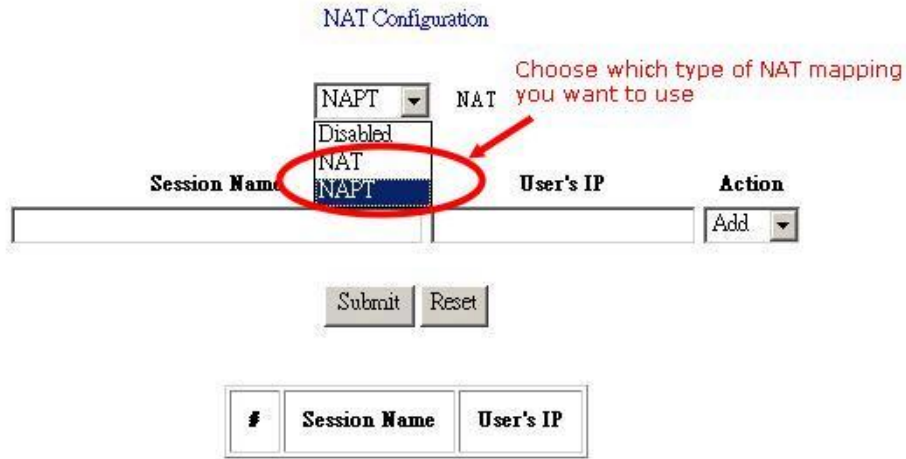 NAT Configuration
Choose which type of NAT mapping
you want to use
NAPT NAT
Disabled
NAT
NAPT
Session Name User's IP Action
Add
Submit Reset
# Session Name User's IP